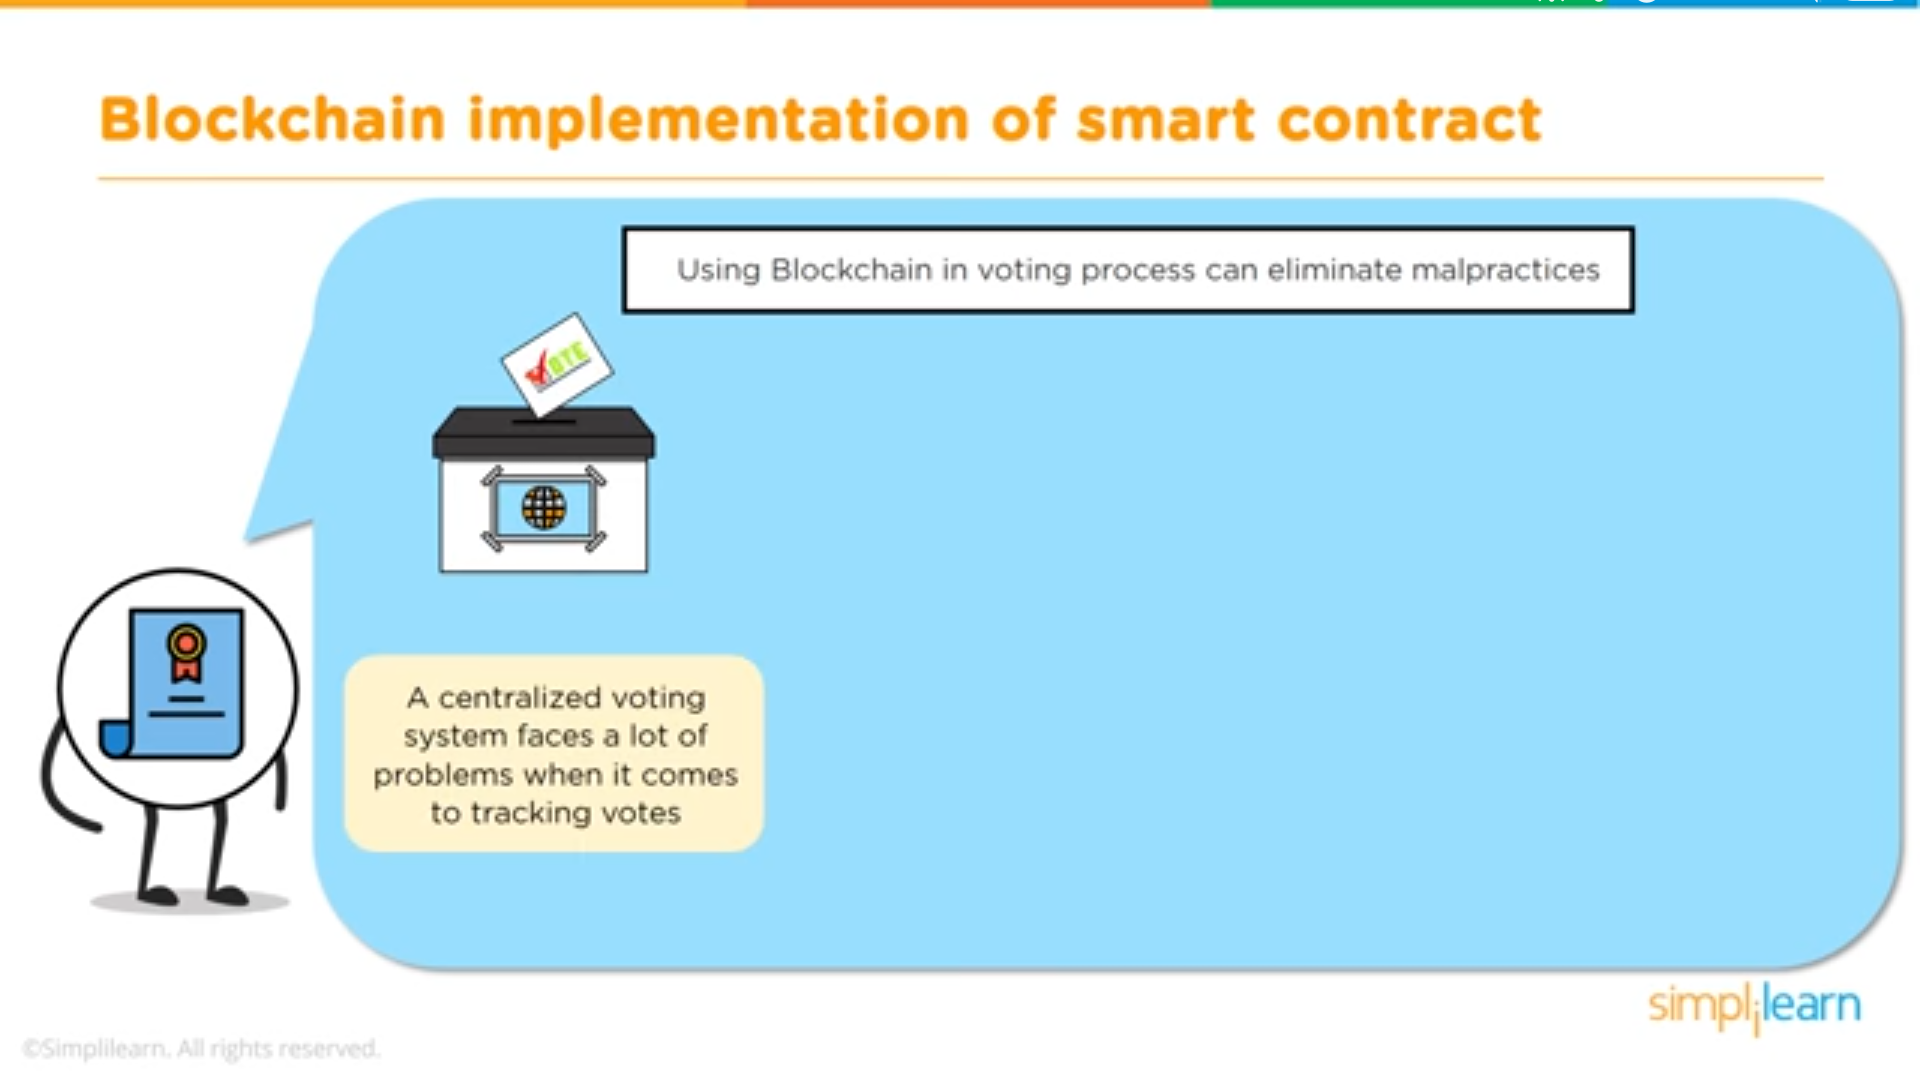 Blockchain implementation of smart contract
Using Blockchain in voting process can eliminate malpractices
VOTE
A centralized voting
system faces a lot of
problems when it comes
to tracking votes
simplilearn
©Simplilearn. All rights reserved.